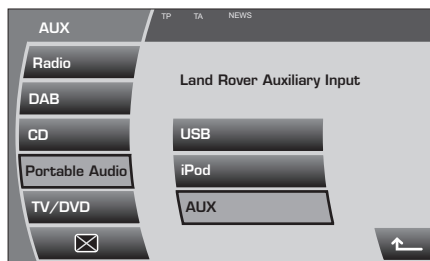 AUX
TP TA NEWS
Radio
DAB
CD
Portable Audio
TV/DVD
Land Rover Auxiliary Input
USB
iPod
AUX